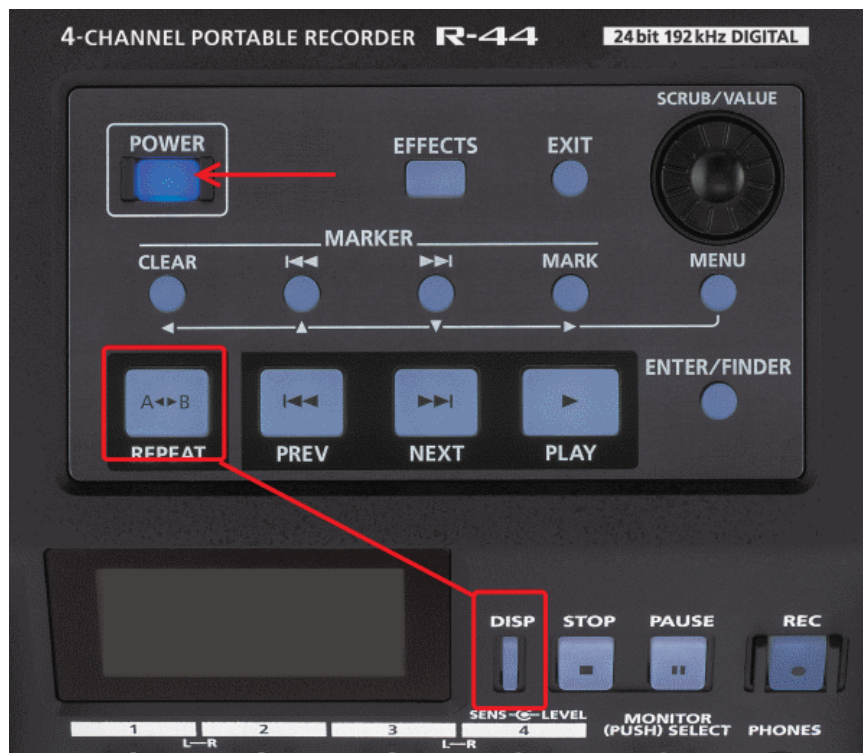 4-CHANNEL PORTABLE RECORDER R-44 24bit 192kHz DIGITAL
SCRUB/VALUE
POWER EFFECTS EXIT
MARKER
CLEAR MARK MENU
ENTER/FINDER
A B
REPEAT PREV NEXT PLAY
DISP STOP PAUSE REC
SENS LEVEL
1 2 3 4
MONITOR
L R L R (PUSH) SELECT PHONES